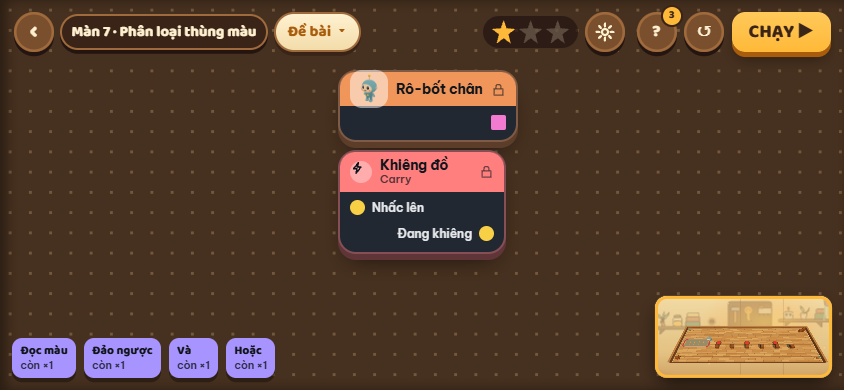 Màn 7 · Phân loại thùng màu
Đề bài
3
?
CHẠY
Rô-bốt chân
Khiêng đồ
Carry
Nhấc lên
Đang khiêng
Đọc màu
còn ×1
Đảo ngược
còn ×1
Và
còn ×1
Hoặc
còn ×1